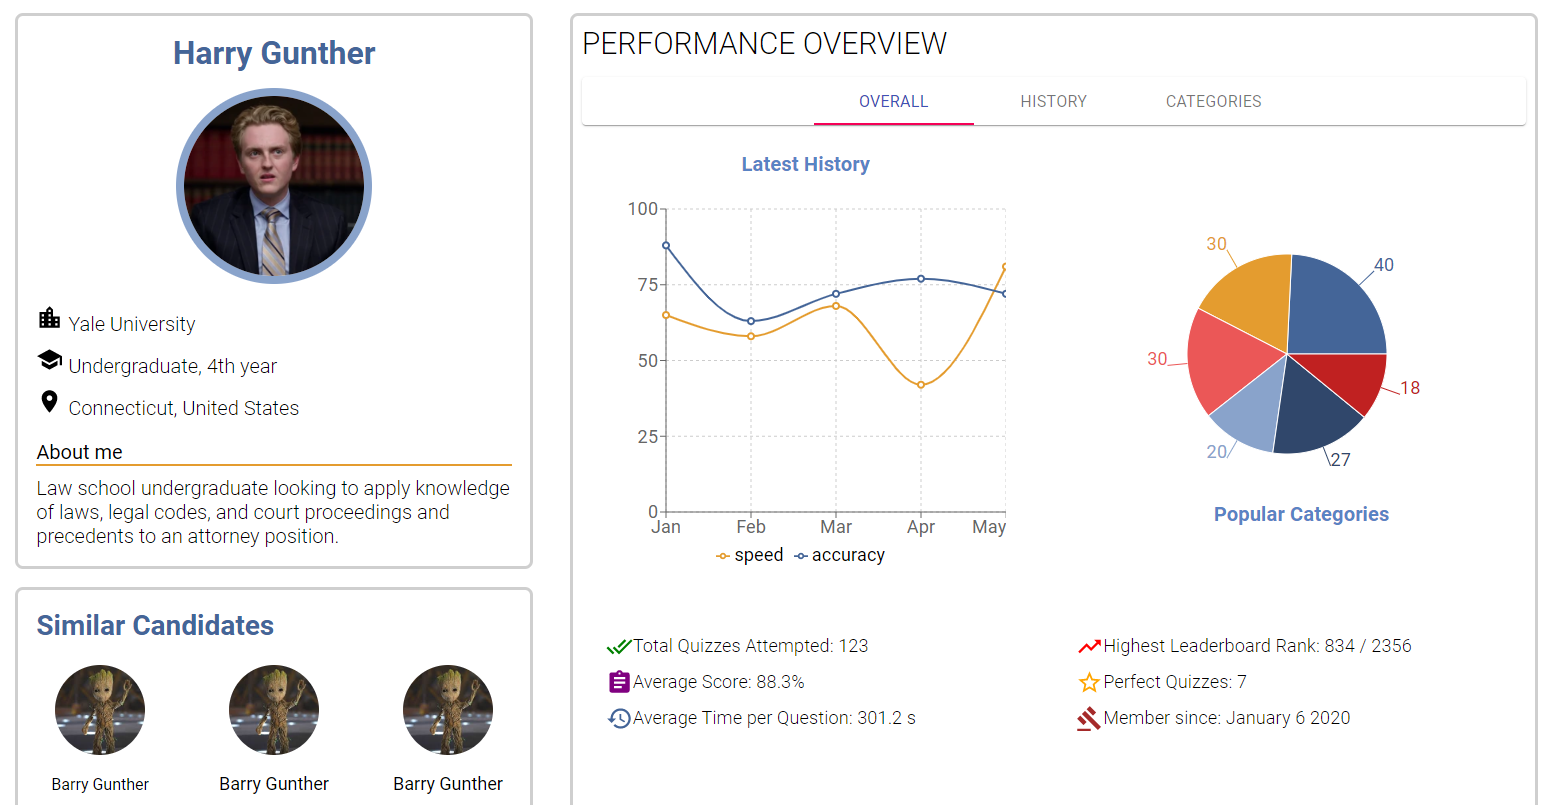 Harry Gunther
Yale University
Undergraduate, 4th year
Connecticut, United States
About me
Law school undergraduate looking to apply knowledge
of laws, legal codes, and court proceedings and
precedents to an attorney position.
Similar Candidates
Barry Gunther
Barry Gunther
Barry Gunther
PERFORMANCE OVERVIEW
OVERALL
HISTORY
CATEGORIES
Latest History
100
75
50
25
0
Jan
Feb
Mar
Apr
May
speed
accuracy
30
40
30
18
20
27
Popular Categories
Total Quizzes Attempted: 123
Average Score: 88.3%
Average Time per Question: 301.2 s
Highest Leaderboard Rank: 834 / 2356
Perfect Quizzes: 7
Member since: January 6 2020